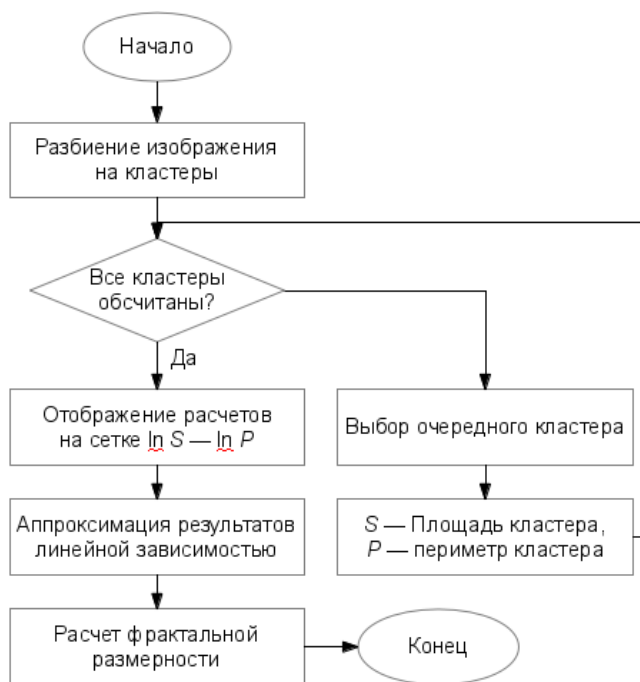 Начало
Разбиение изображения
на кластеры
Все кластеры
обсчитаны?
Да
Отображение расчетов
на сетке ln S — ln P
Выбор очередного кластера
Аппроксимация результатов
линейной зависимостью
S — Площадь кластера,
P — периметр кластера
Расчет фрактальной
размерности
Конец